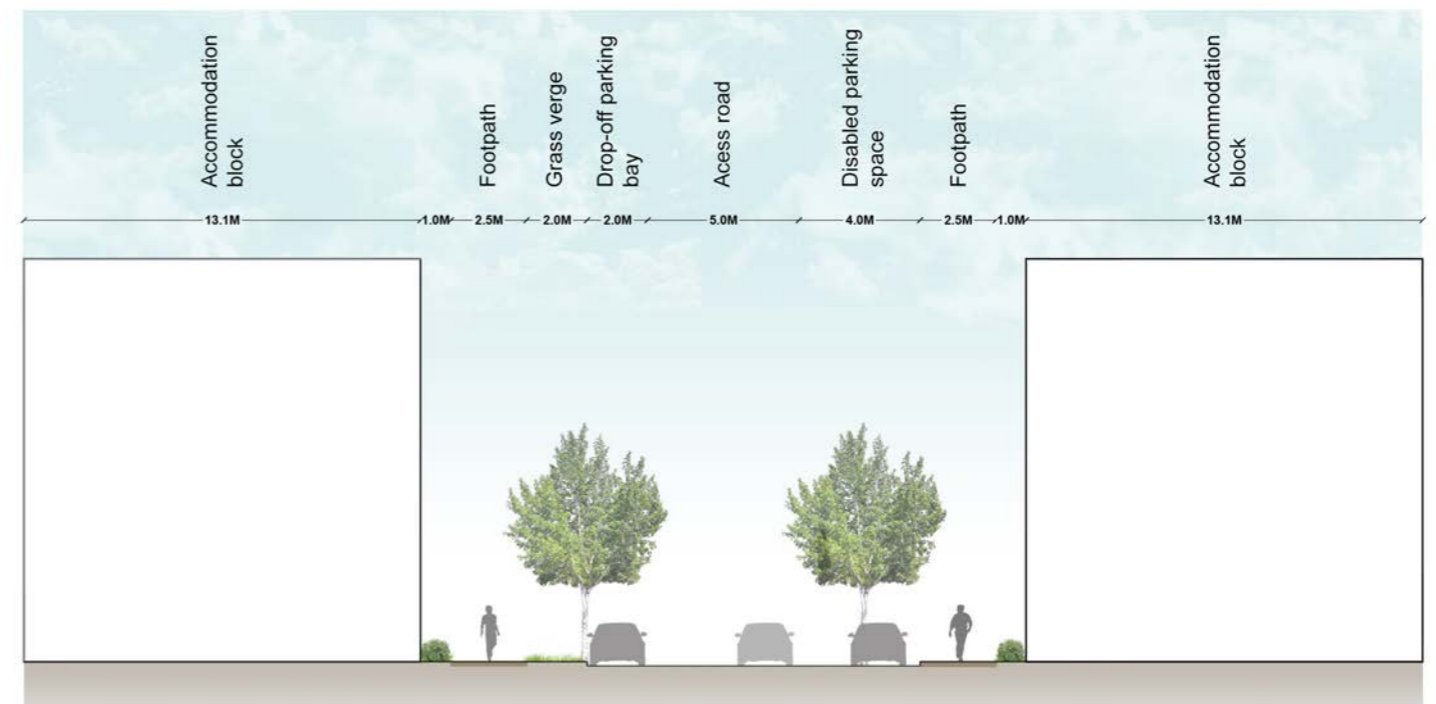 Accommodation
block
Footpath
Grass verge
Drop-off parking
bay
Acess road
Disabled parking
space
Footpath
Accommodation
block
13.1M
1.0M
2.5M
2.0M
2.0M
5.0M
4.0M
2.5M
1.0M
13.1M